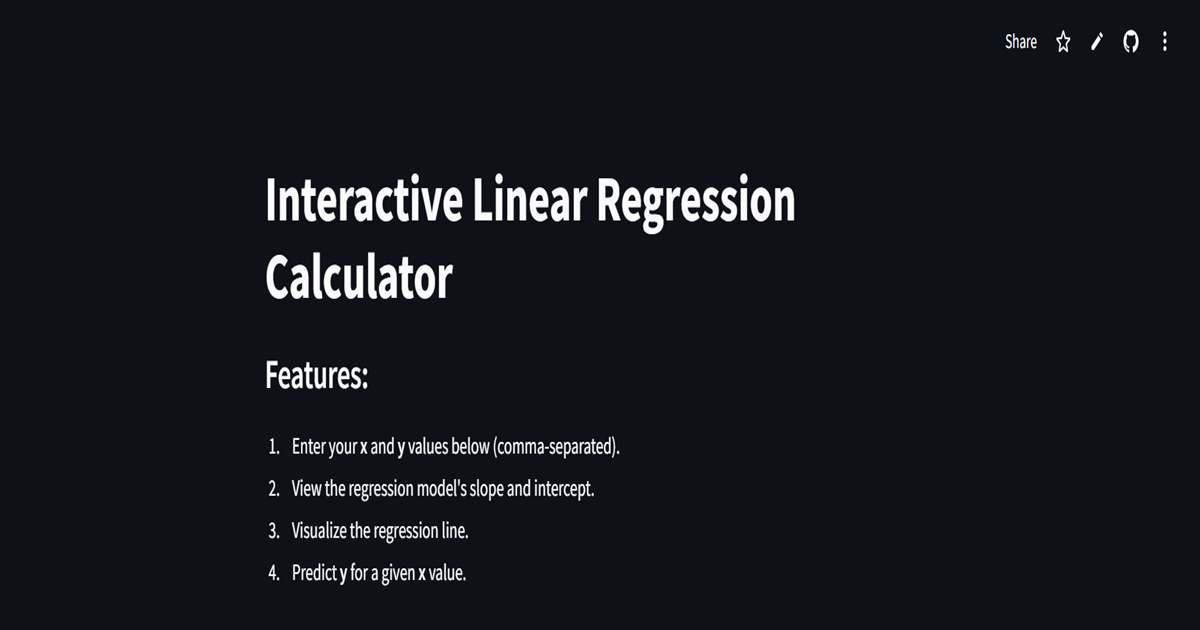 Share
Interactive Linear Regression
Calculator
Features:
1. Enter your x and y values below (comma-separated).
2. View the regression model's slope and intercept.
3. Visualize the regression line.
4. Predict y for a given x value.